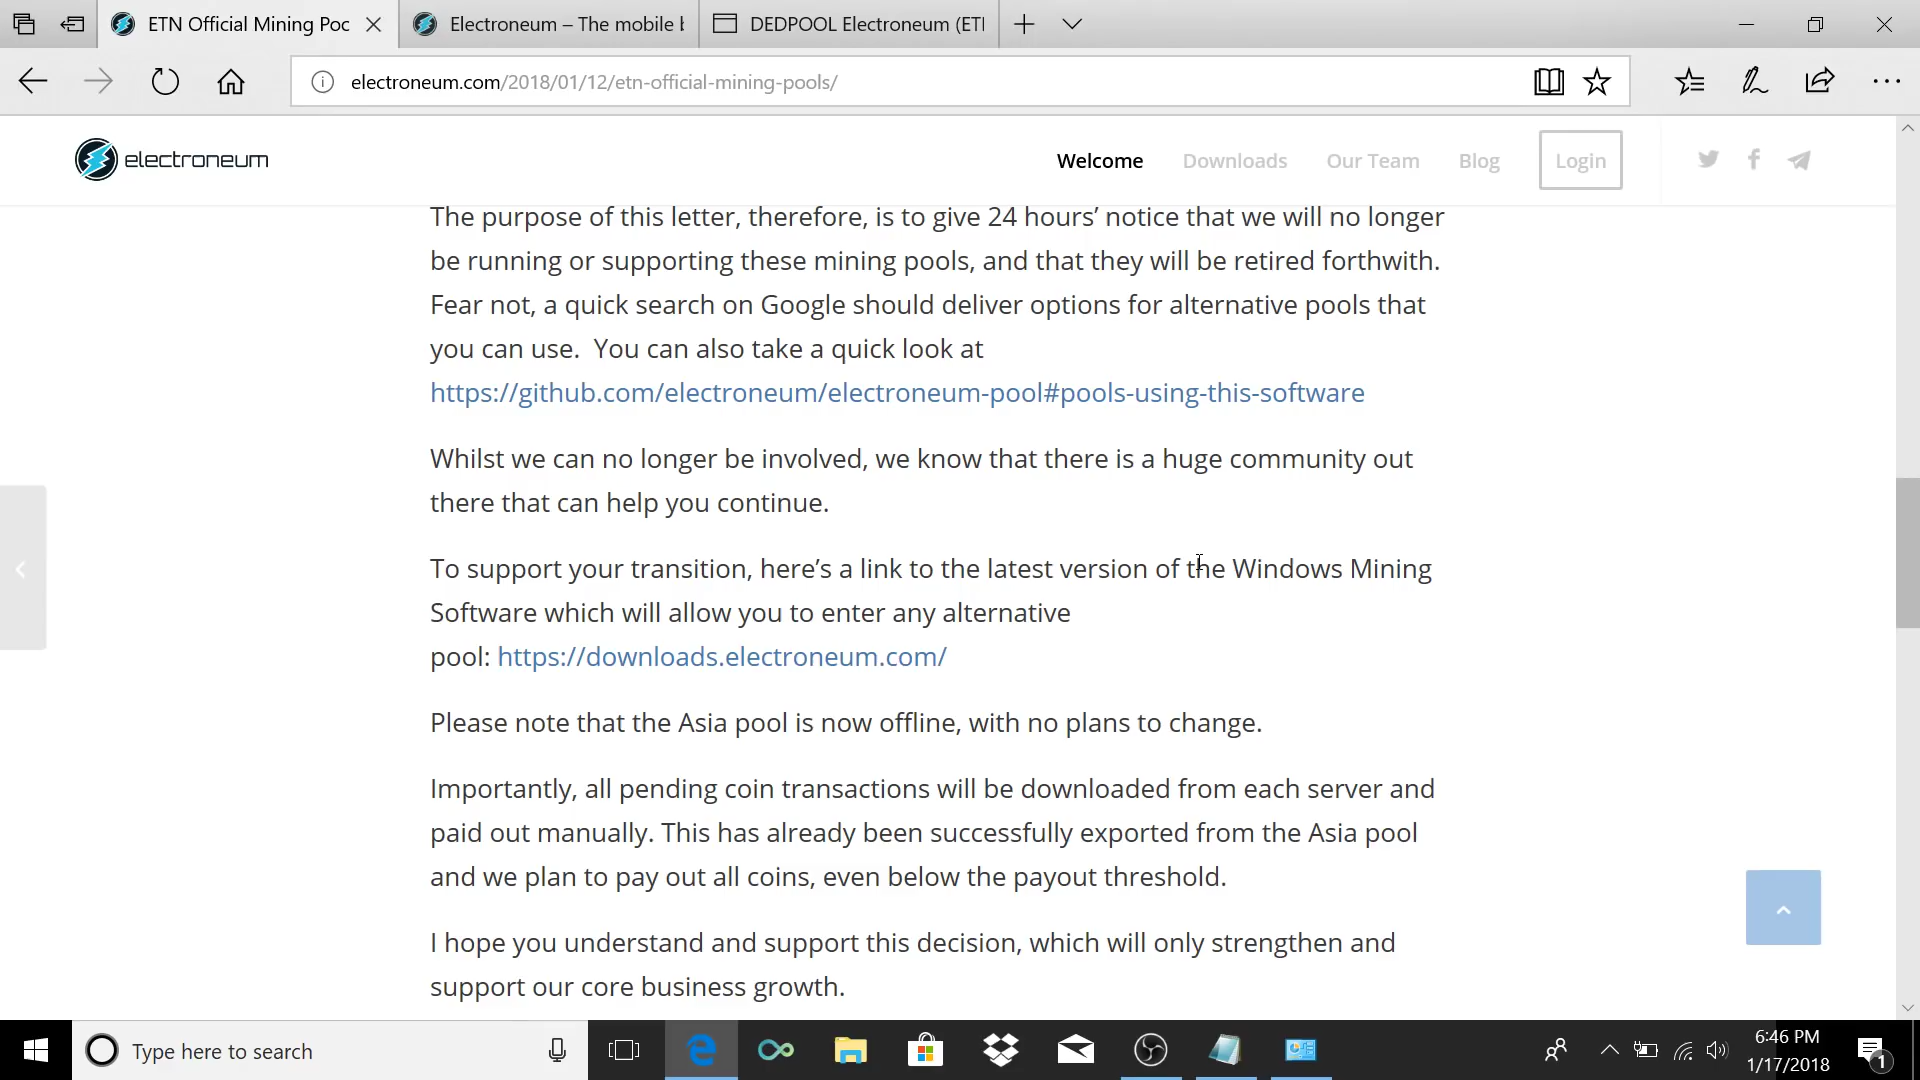 ETN Official Mining Poc
Electroneum – The mobile b
DEDPOOL Electroneum (ETI
electroneum.com/2018/01/12/etn-official-mining-pools/
electroneum
Welcome
Downloads
Our Team
Blog
Login
The purpose of this letter, therefore, is to give 24 hours’ notice that we will no longer
be running or supporting these mining pools, and that they will be retired forthwith.
Fear not, a quick search on Google should deliver options for alternative pools that
you can use.  You can also take a quick look at
https://github.com/electroneum/electroneum-pool#pools-using-this-software
Whilst we can no longer be involved, we know that there is a huge community out
there that can help you continue.
To support your transition, here’s a link to the latest version of the Windows Mining
Software which will allow you to enter any alternative
pool: https://downloads.electroneum.com/
Please note that the Asia pool is now offline, with no plans to change.
Importantly, all pending coin transactions will be downloaded from each server and
paid out manually. This has already been successfully exported from the Asia pool
and we plan to pay out all coins, even below the payout threshold.
I hope you understand and support this decision, which will only strengthen and
support our core business growth.
Type here to search
6:46 PM
1/17/2018
1